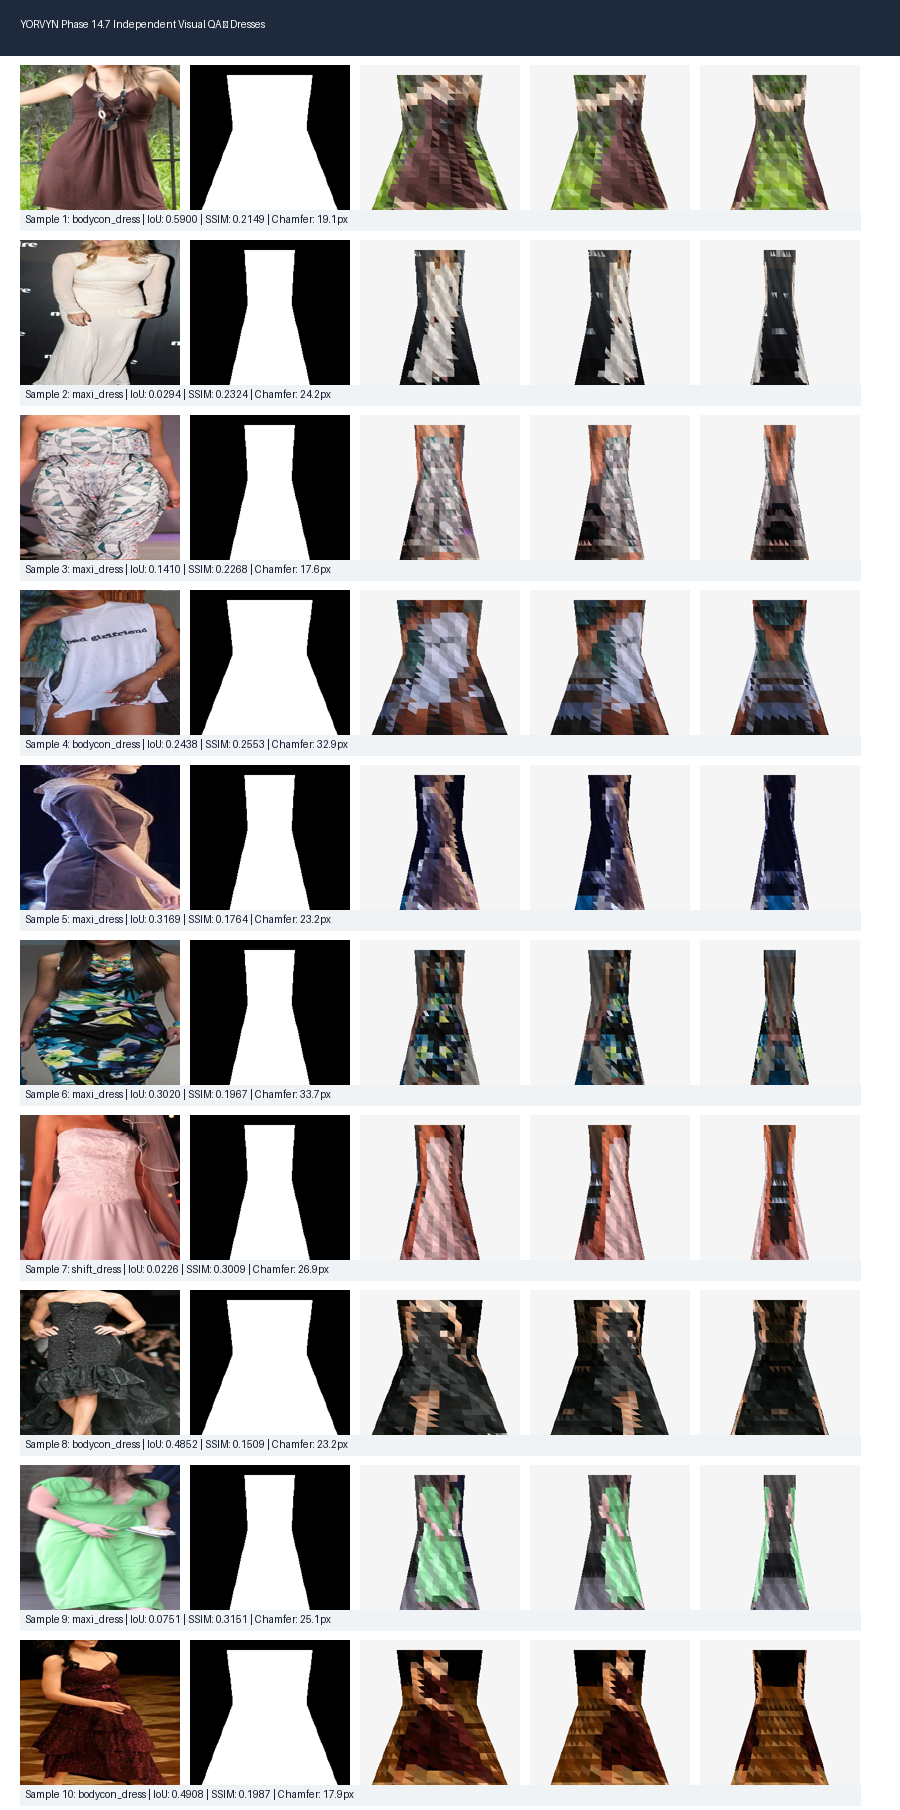 YORVYN Phase 14.7 Independent Visual QA□ Dresses
Sample 1: bodycon_dress | IoU: 0.5900 | SSIM: 0.2149 | Chamfer: 19.1px
Sample 2: maxi_dress | IoU: 0.0294 | SSIM: 0.2324 | Chamfer: 24.2px
Sample 3: maxi_dress | IoU: 0.1410 | SSIM: 0.2268 | Chamfer: 17.6px
girlfriend
Sample 4: bodycon_dress | IoU: 0.2438 | SSIM: 0.2553 | Chamfer: 32.9px
Sample 5: maxi_dress | IoU: 0.3169 | SSIM: 0.1764 | Chamfer: 23.2px
Sample 6: maxi_dress | IoU: 0.3020 | SSIM: 0.1967 | Chamfer: 33.7px
Sample 7: shift_dress | IoU: 0.0226 | SSIM: 0.3009 | Chamfer: 26.9px
Sample 8: bodycon_dress | IoU: 0.4852 | SSIM: 0.1509 | Chamfer: 23.2px
Sample 9: maxi_dress | IoU: 0.0751 | SSIM: 0.3151 | Chamfer: 25.1px
Sample 10: bodycon_dress | IoU: 0.4908 | SSIM: 0.1987 | Chamfer: 17.9px